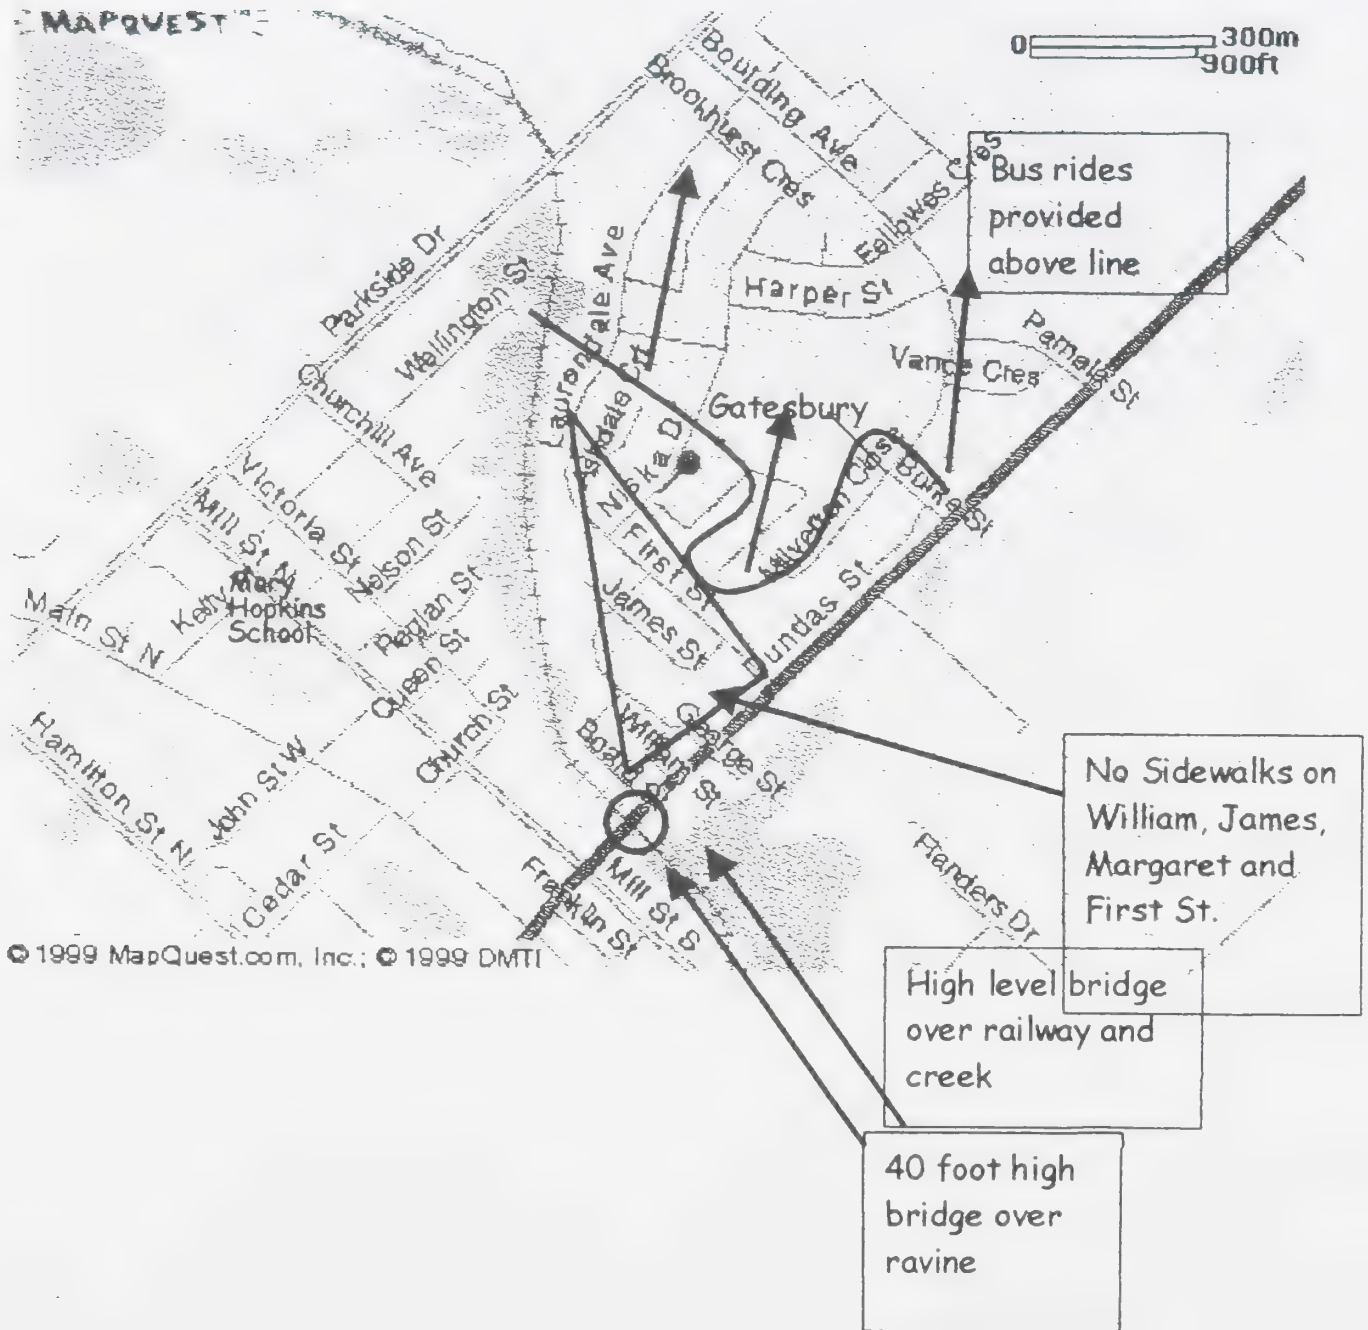 MAPQUEST
0 300m
900ft
Boulding Ave
Brookhurst Cres
Fellowes Cres
Bus rides
provided
above line
Parkside Dr
Wellington St
Laurendale Ave
Harper St
Pamela St
Vance Cres
Churchill Ave
Gatesbury
Victoria St
Mill St N
Nelson St
First St
Milverton Close
Burke St
Main St N
Kelly
Mary
Hopkins
School
Raglan St
James St
Dundas St
Queen St
Church St
George St
William St
Hamilton St N
John St W
Cedar St
Franklin St
Mill St S
Flanders Dr
No Sidewalks on
William, James,
Margaret and
First St.
© 1999 MapQuest.com, Inc.; © 1999 DMTI
High level bridge
over railway and
creek
40 foot high
bridge over
ravine